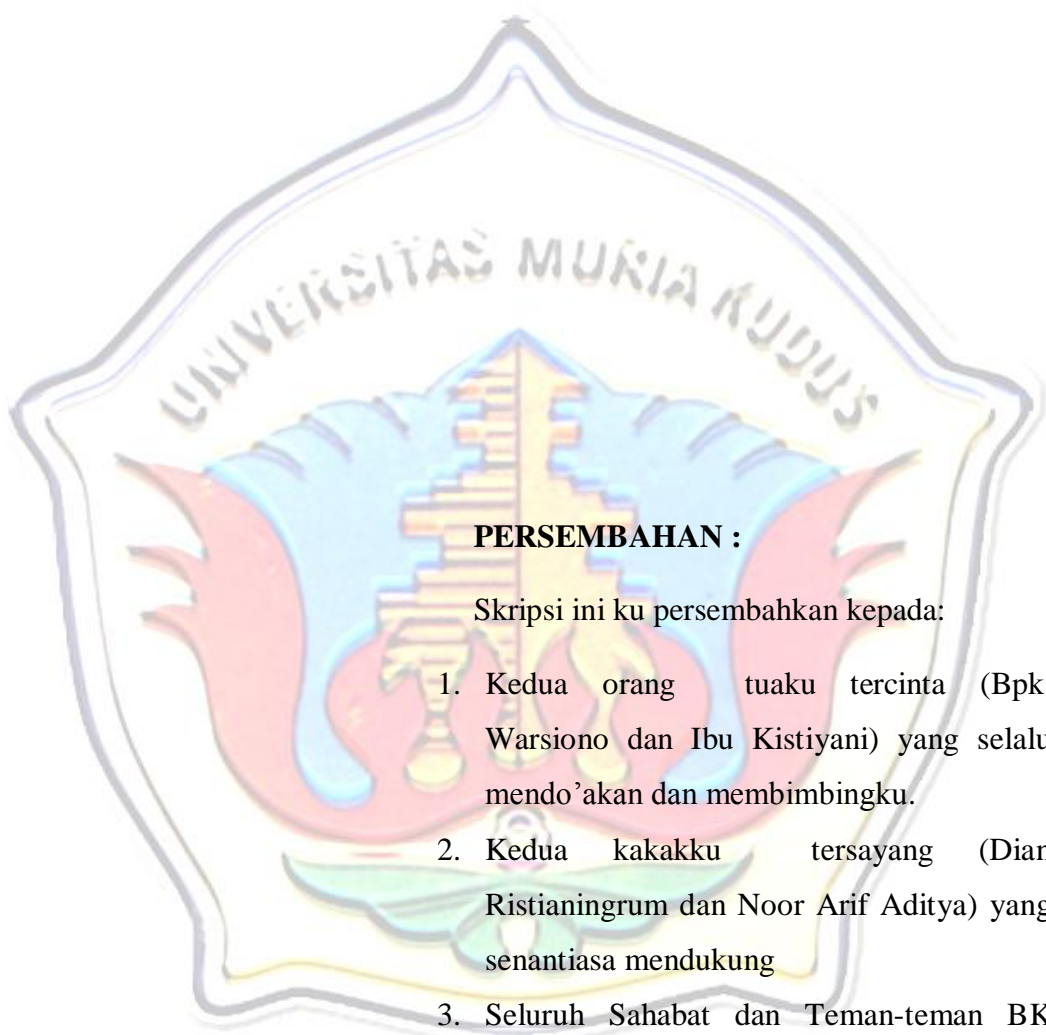 UNIVERSITAS MURIA KUDUS
PERSEMBAHAN :
Skripsi ini ku persembahkan kepada:
1. Kedua orang tuaku tercinta (Bpk
Warsiono dan Ibu Kistiyani) yang selalu
mendo’akan dan membimbingku.
2. Kedua kakakku tersayang (Dian
Ristianingrum dan Noor Arif Aditya) yang
senantiasa mendukung
3. Seluruh Sahabat dan Teman-teman BK